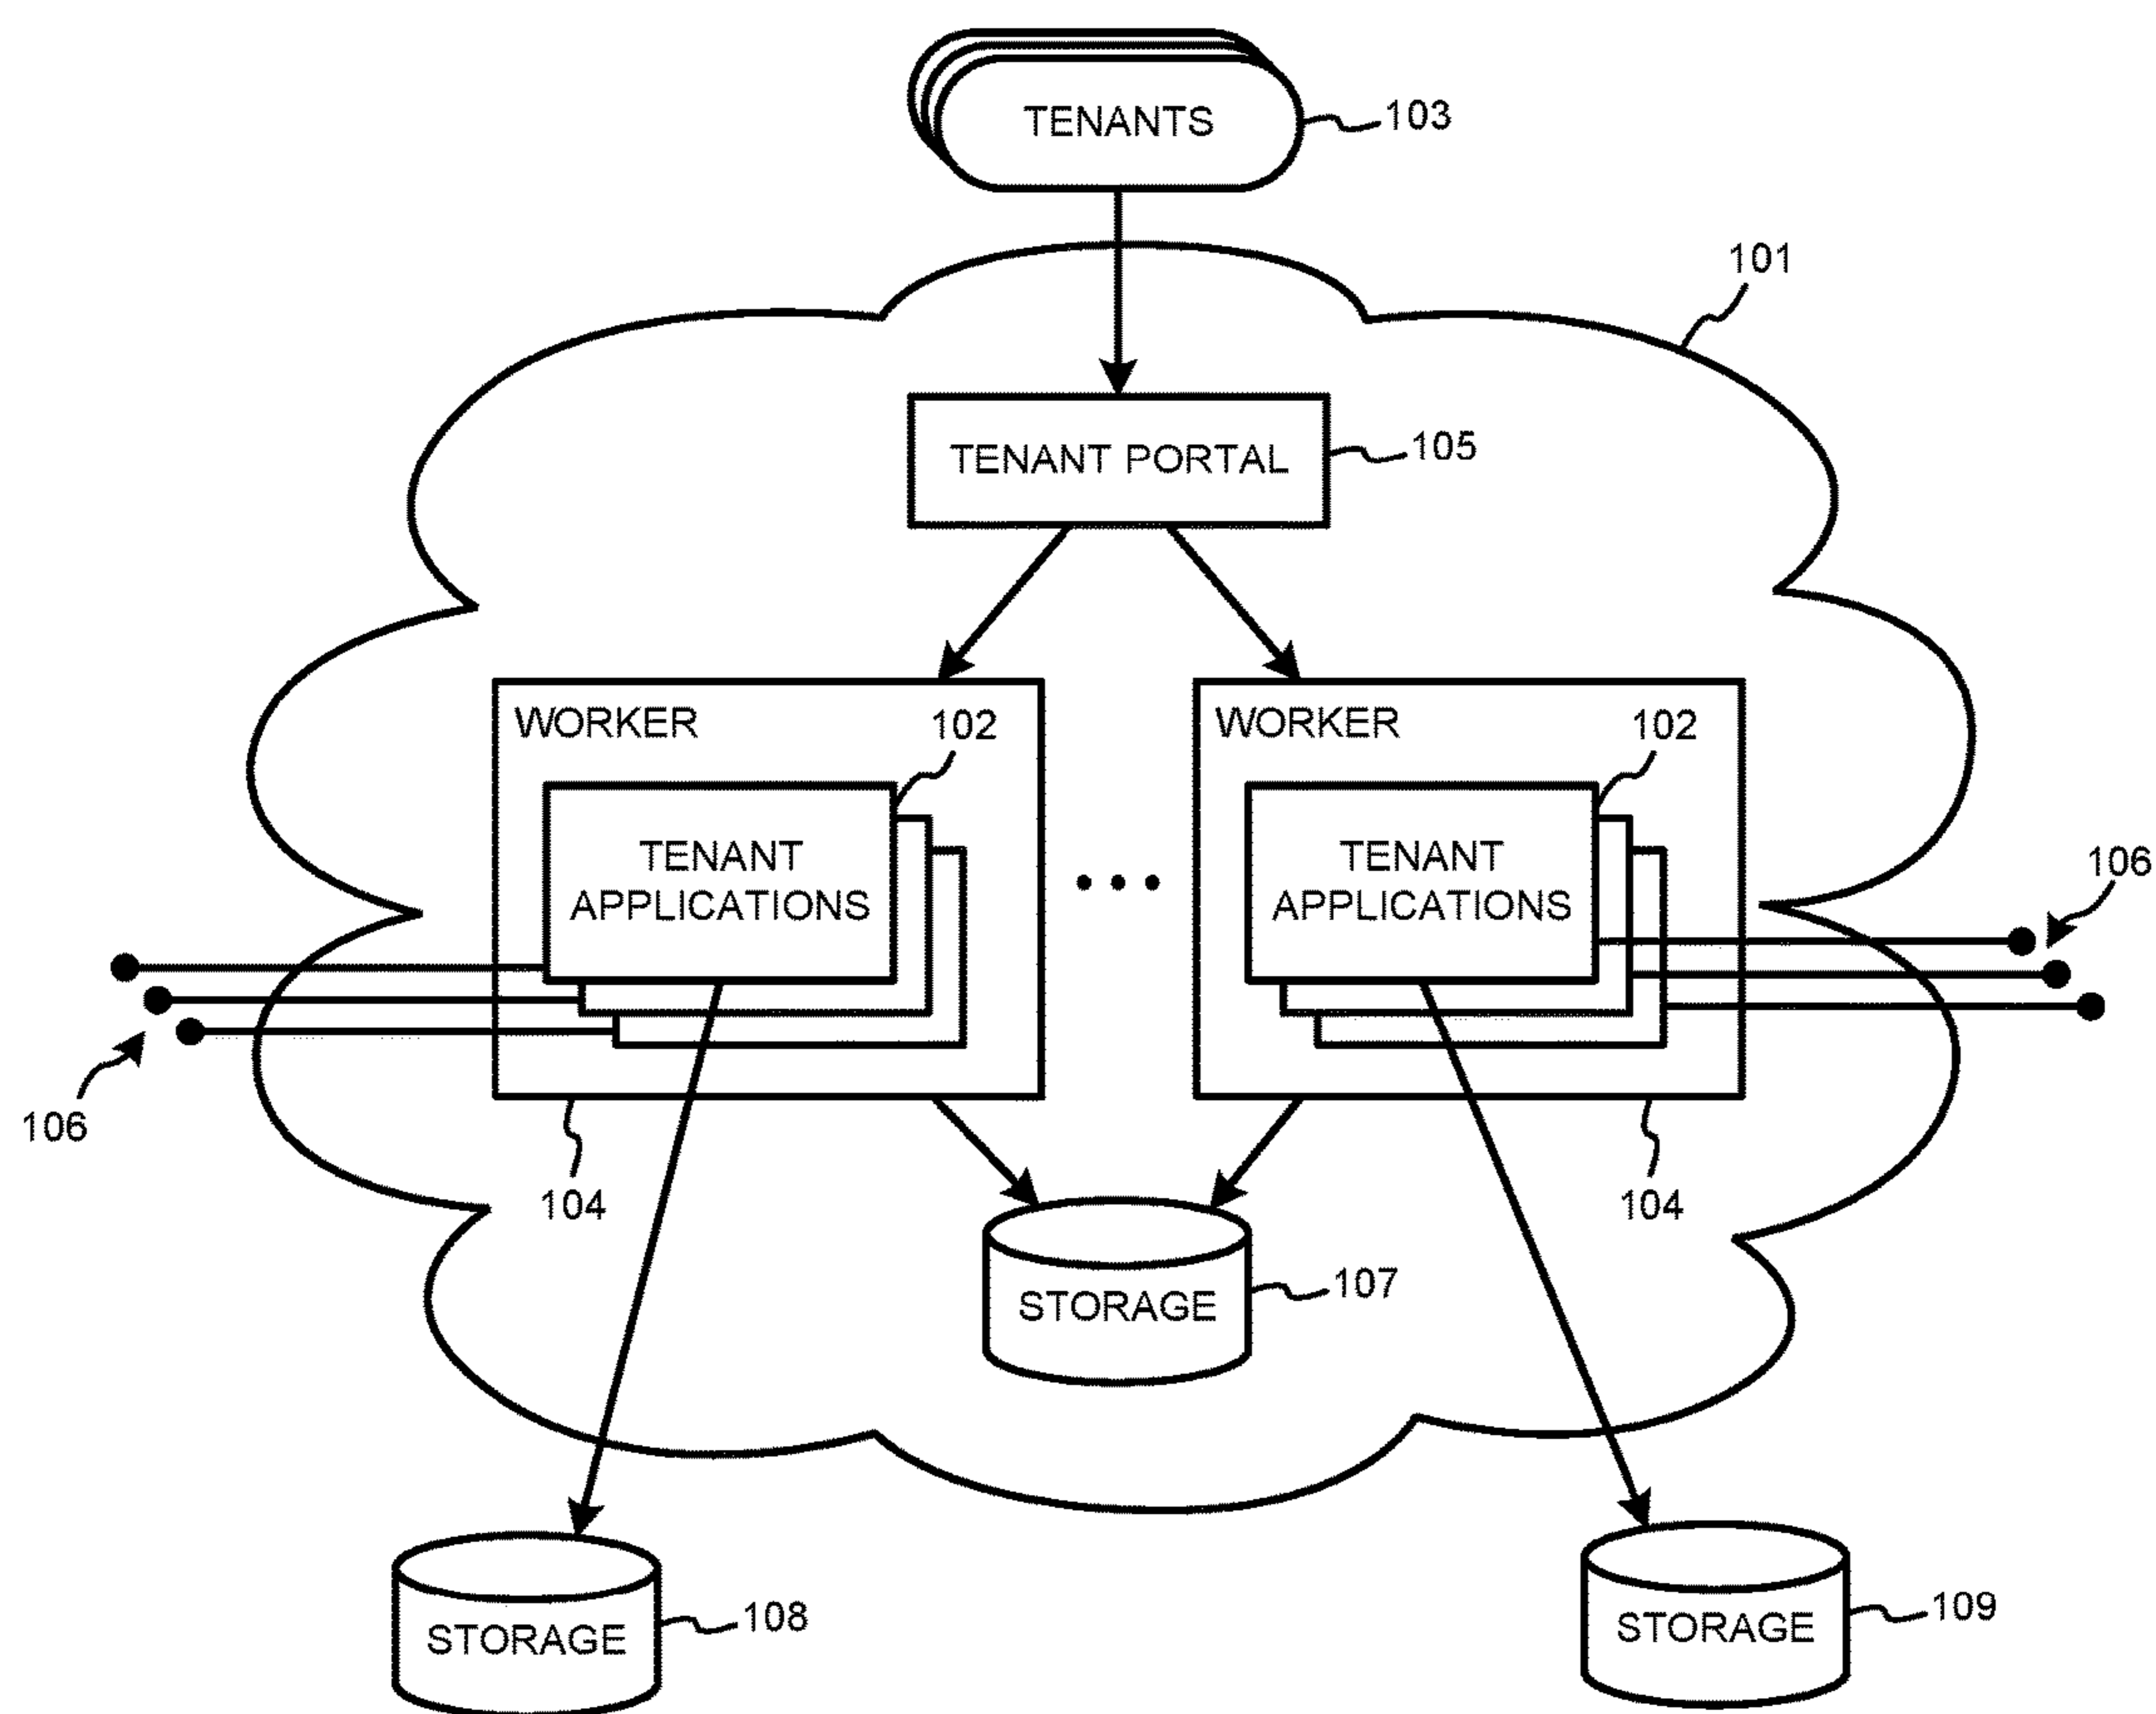 TENANTS
103
101
TENANT PORTAL
105
WORKER
102
WORKER
102
TENANT
APPLICATIONS
TENANT
APPLICATIONS
106
106
104
104
STORAGE
107
STORAGE
108
STORAGE
109